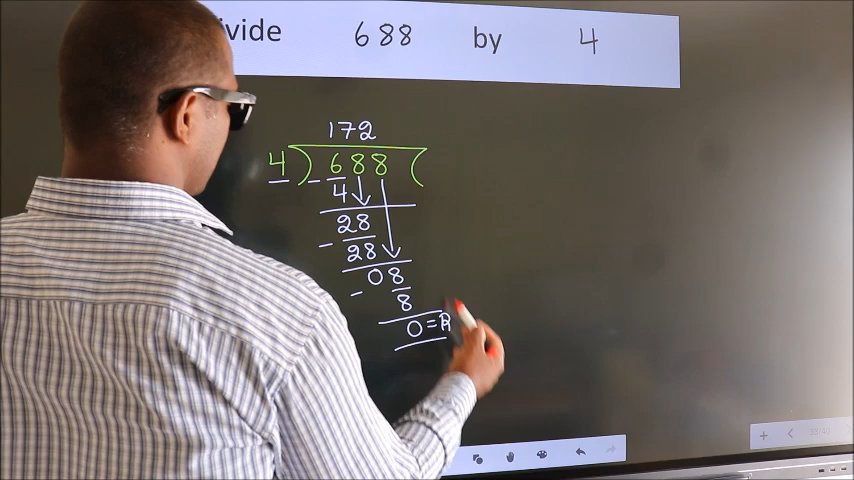 ivide 688 by 4
172
4 ) 688 (
- 4
28
- 28
08
- 8
0 = R